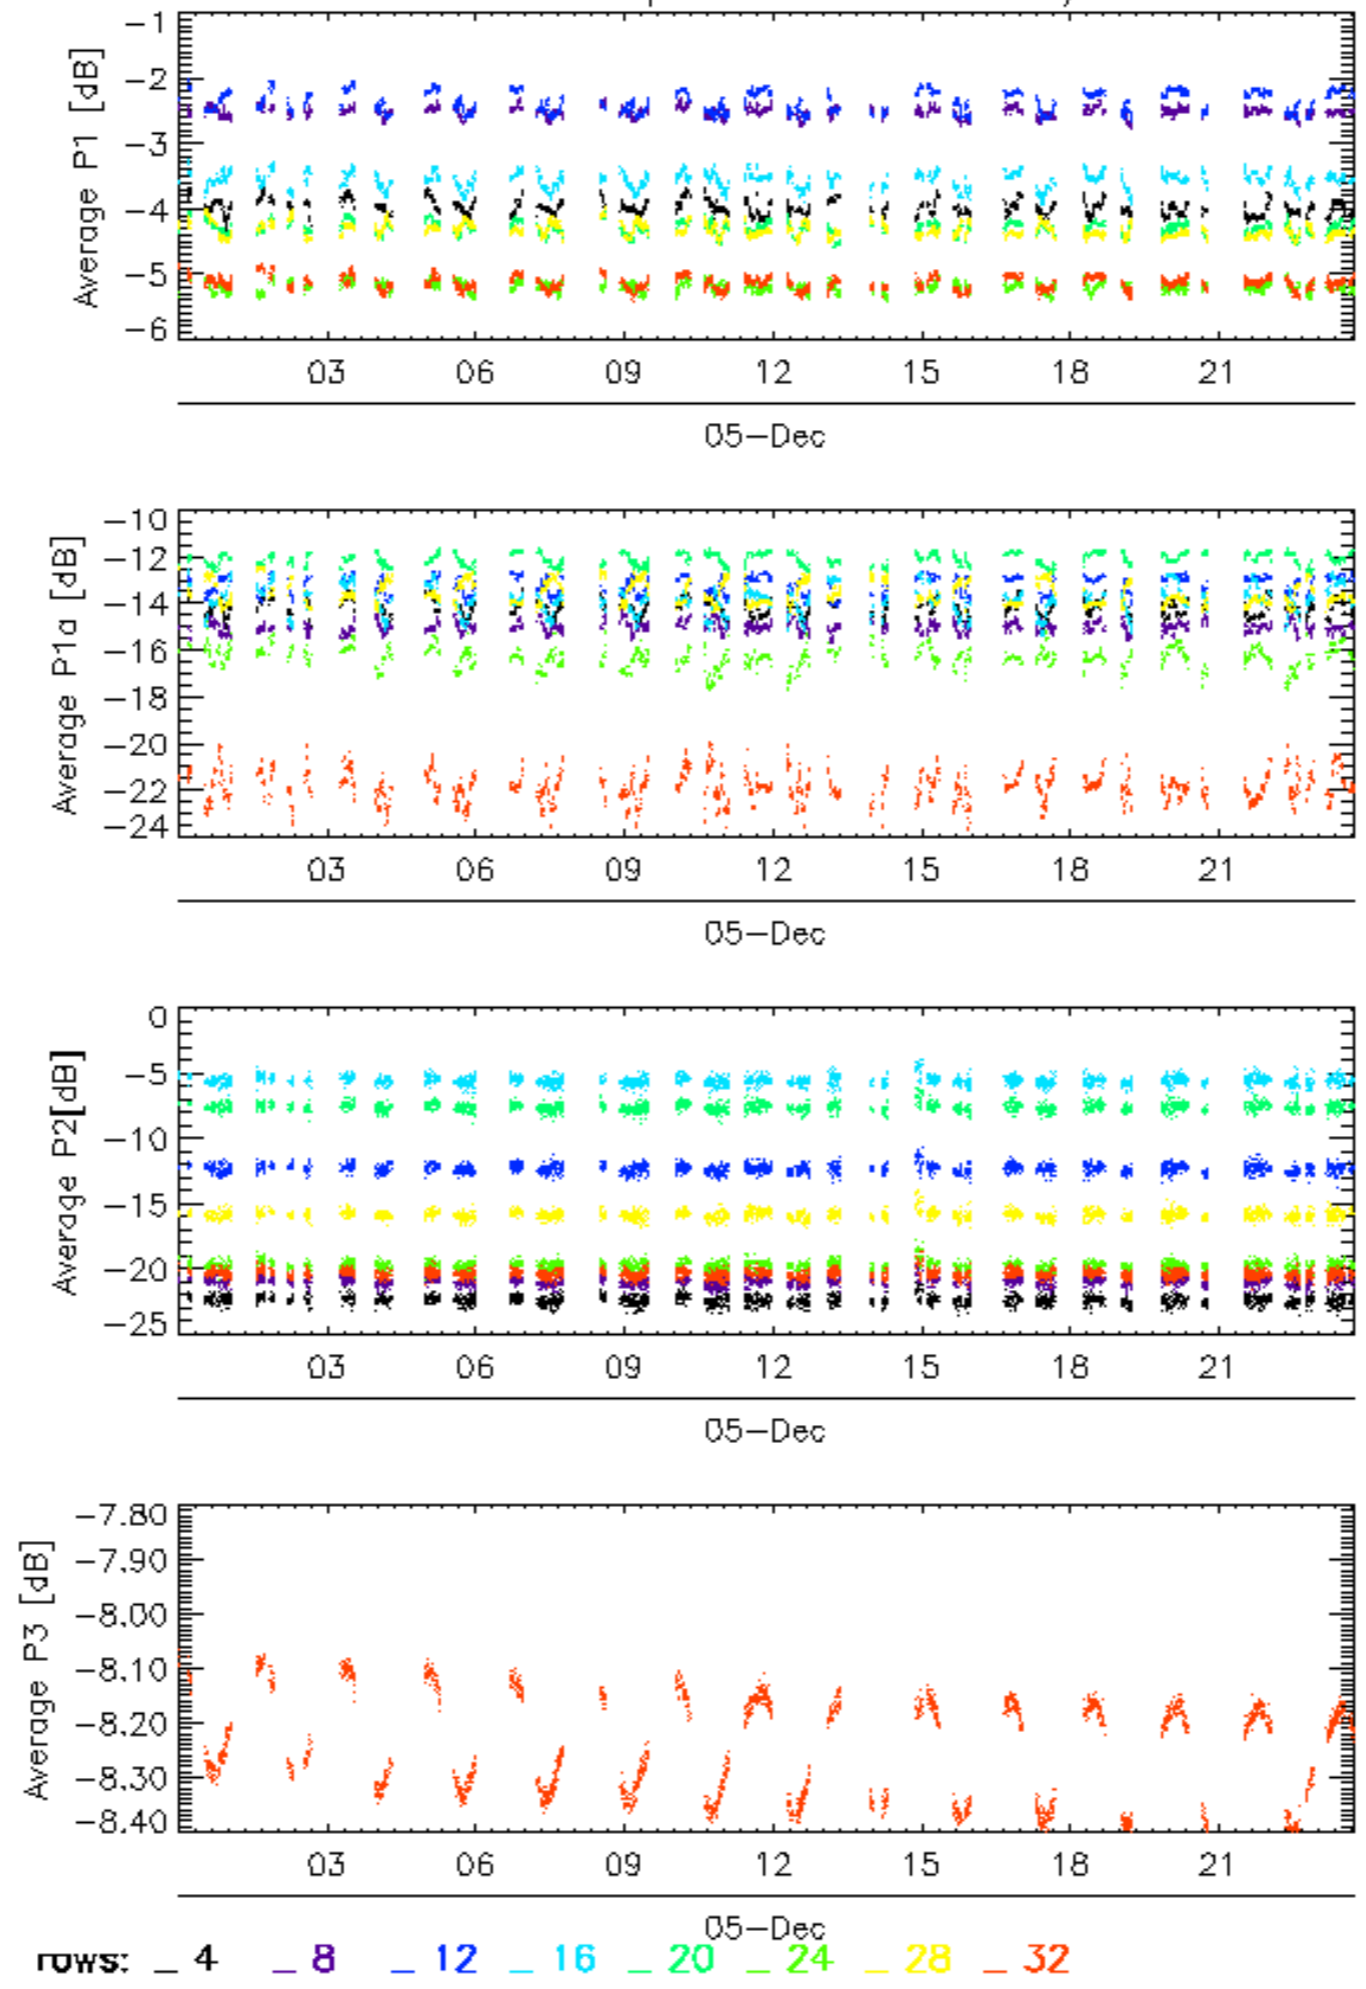 -1
-2
-3
-4
-5
-6
Average P1 [dB]
03 06 09 12 15 18 21
05-Dec
-10
-12
-14
-16
-18
-20
-22
-24
Average P1a [dB]
03 06 09 12 15 18 21
05-Dec
0
-5
-10
-15
-20
-25
Average P2[dB]
03 06 09 12 15 18 21
05-Dec
-7.80
-7.90
-8.00
-8.10
-8.20
-8.30
-8.40
Average P3 [dB]
03 06 09 12 15 18 21
05-Dec
rows: _ 4 _ 8 _ 12 _ 16 _ 20 _ 24 _ 28 _ 32